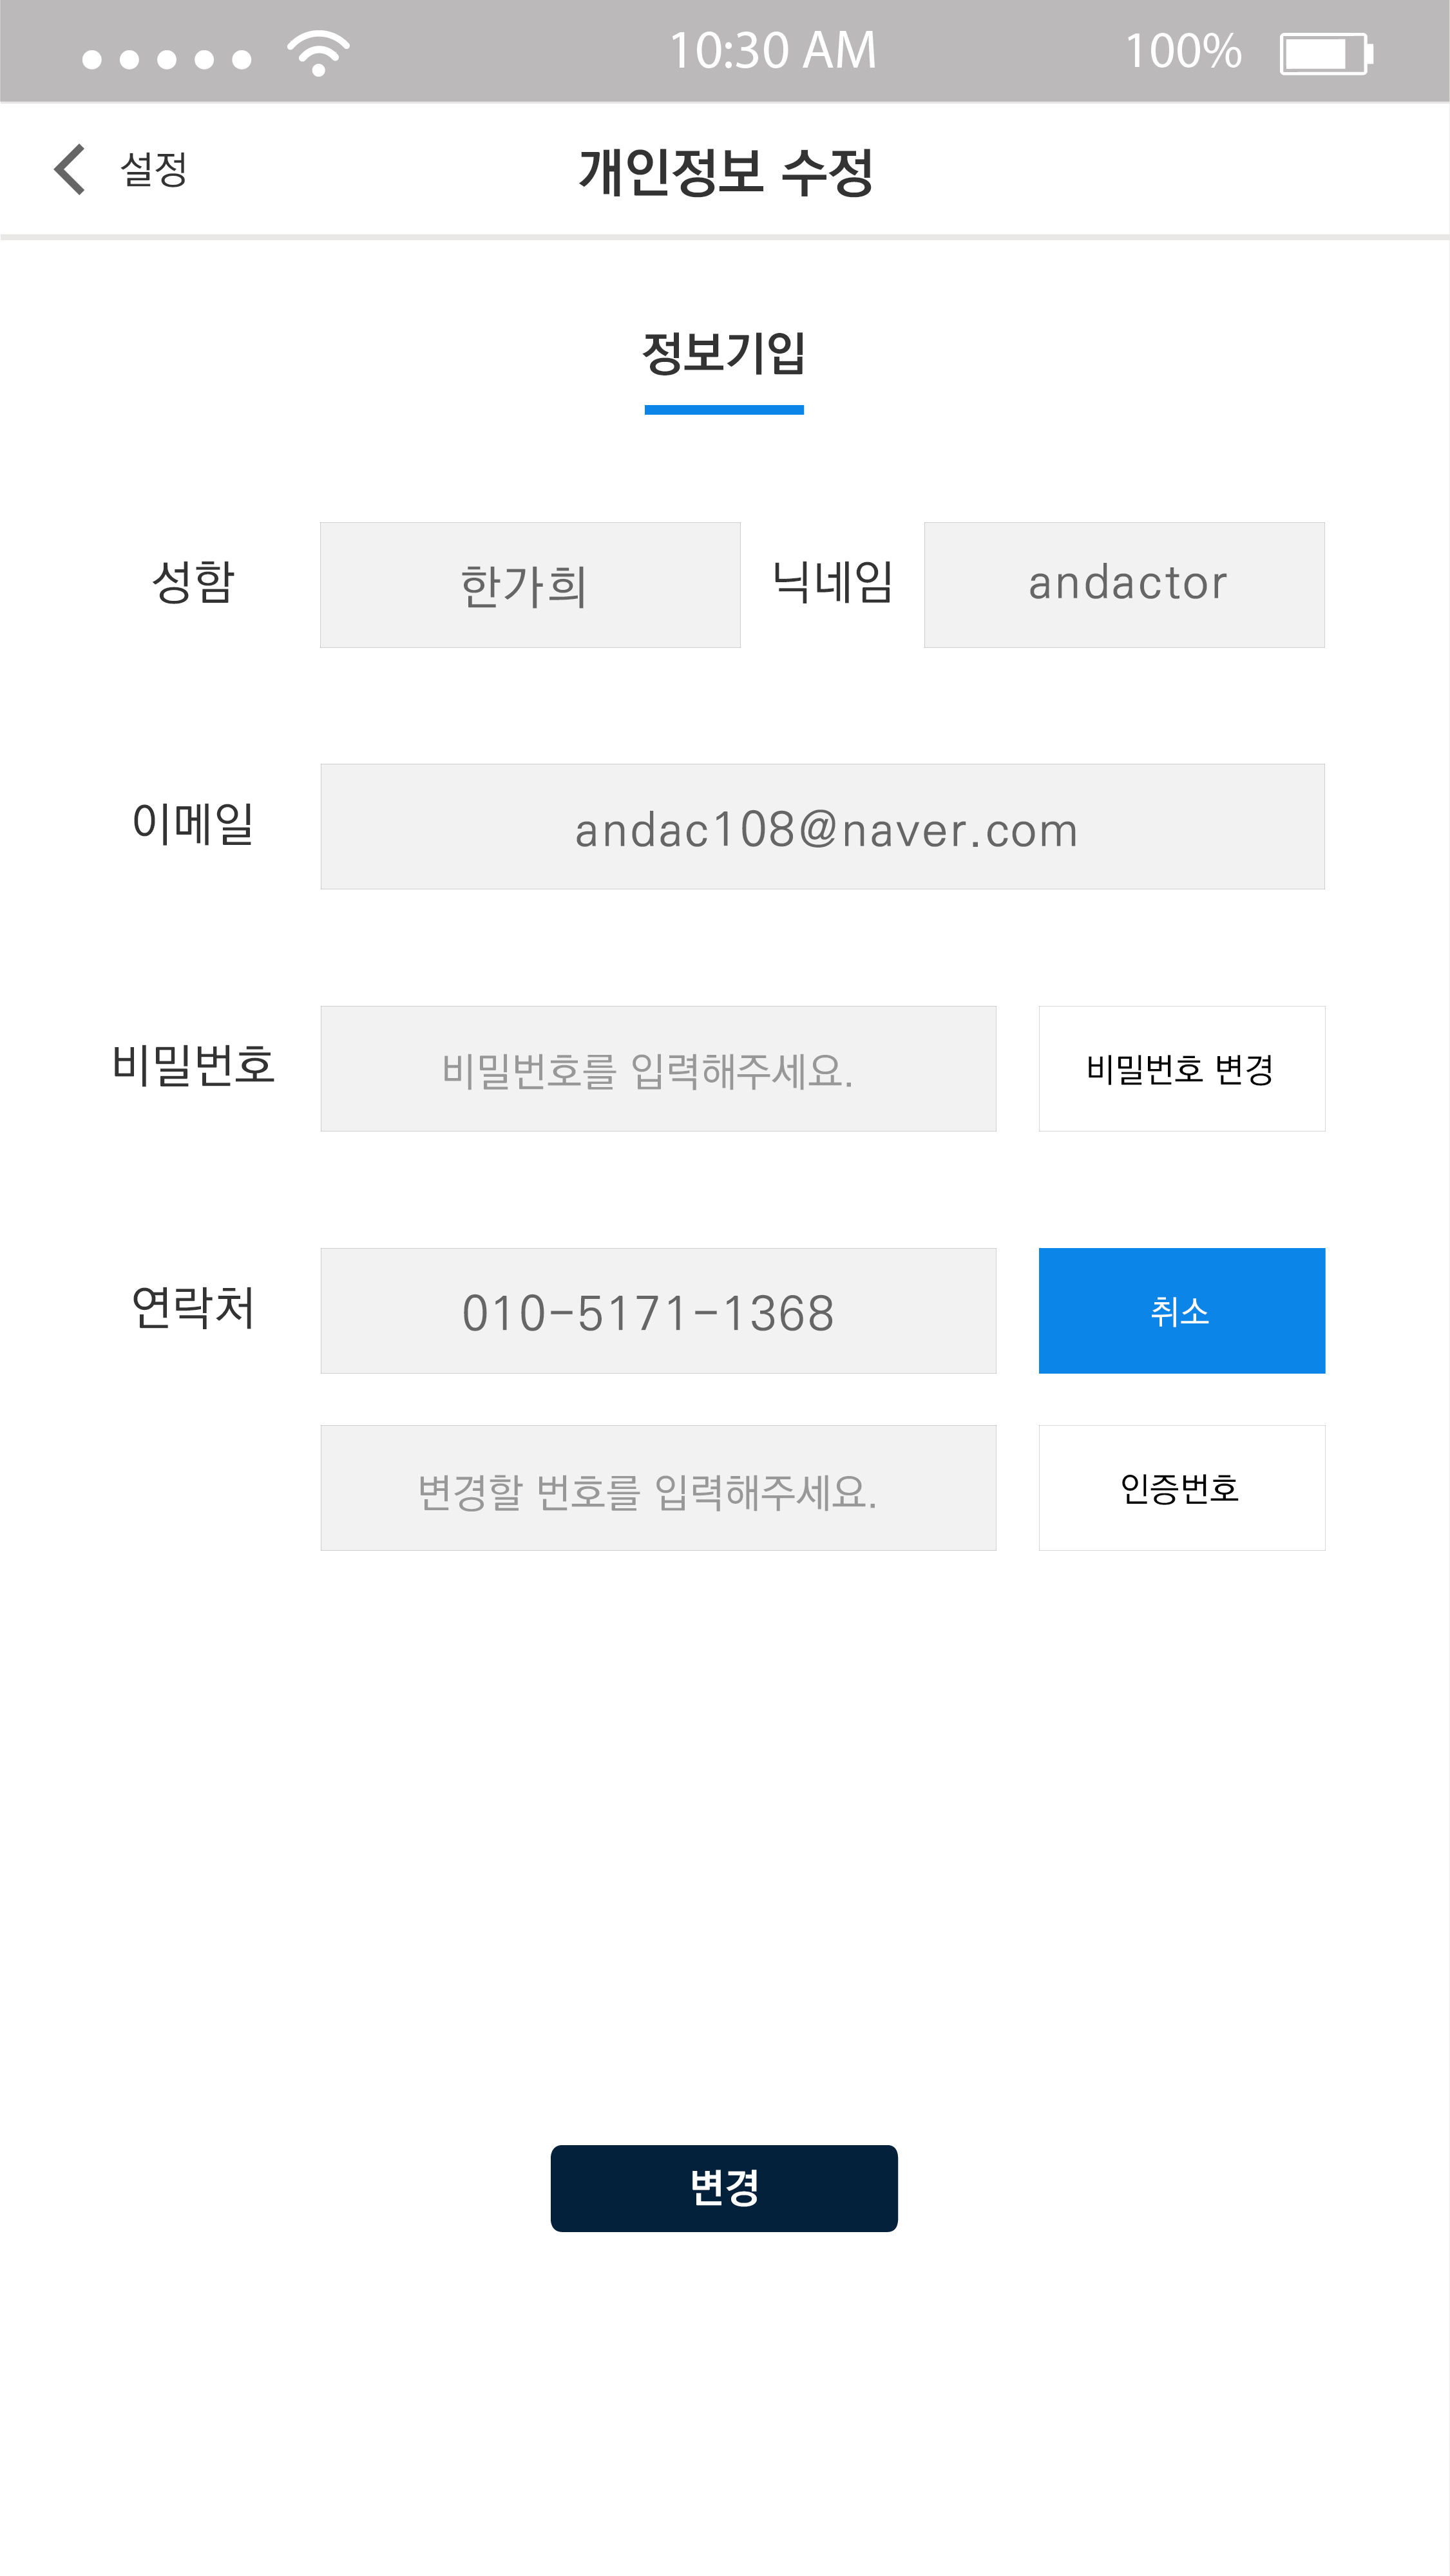 10:30 AM 100%
설정 개인정보 수정
정보기입
성함 한가희 닉네임 andactor
이메일 andac108@naver.com
비밀번호 비밀번호를 입력해주세요. 비밀번호 변경
연락처 010-5171-1368 취소
변경할 번호를 입력해주세요. 인증번호
변경